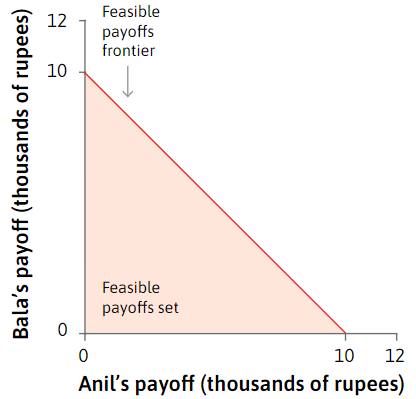 Feasible
payoffs
frontier
12
10
Bala's payoff (thousands of rupees)
Feasible
payoffs set
0
0
10
12
Anil's payoff (thousands of rupees)